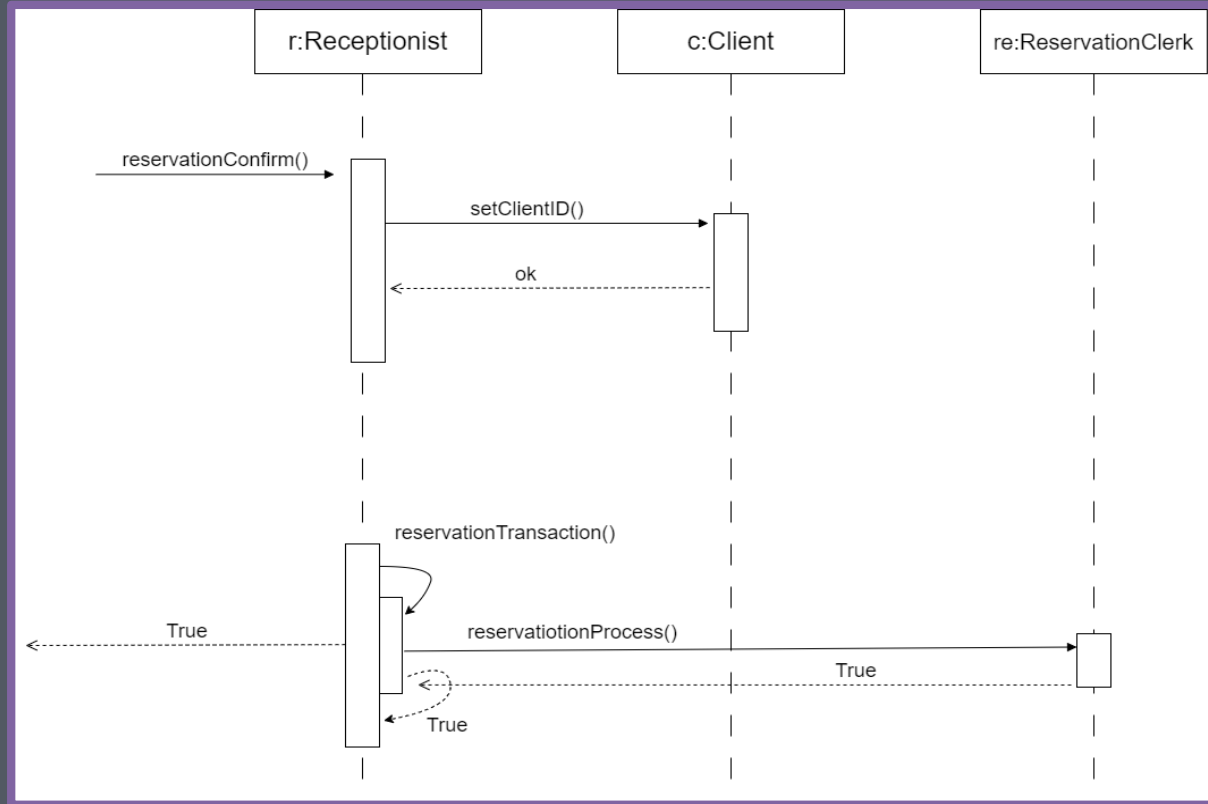 r:Receptionist
c:Client
re:ReservationClerk
reservationConfirm()
setClientID()
ok
reservationTransaction()
True
reservatiotionProcess()
True
True